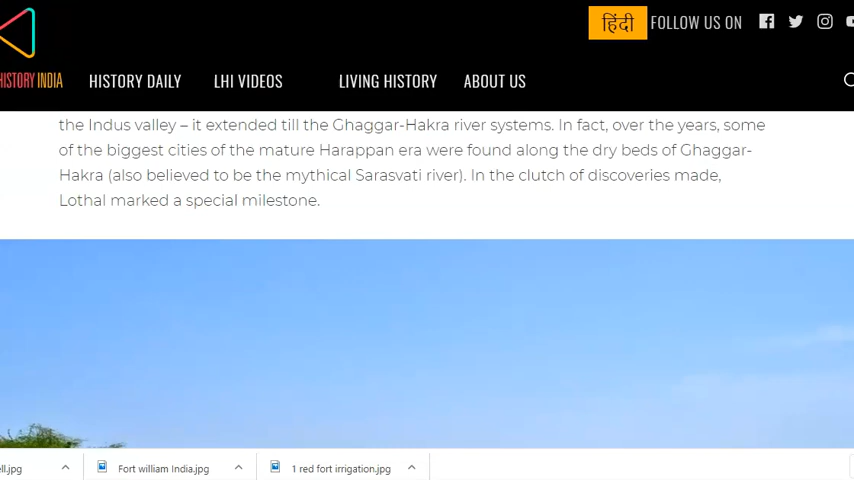 हिंदी FOLLOW US ON
HISTORY INDIA HISTORY DAILY LHI VIDEOS LIVING HISTORY ABOUT US
the Indus valley – it extended till the Ghaggar-Hakra river systems. In fact, over the years, some
of the biggest cities of the mature Harappan era were found along the dry beds of Ghaggar-
Hakra (also believed to be the mythical Sarasvati river). In the clutch of discoveries made,
Lothal marked a special milestone.
ell.jpg Fort william India.jpg 1 red fort irrigation.jpg